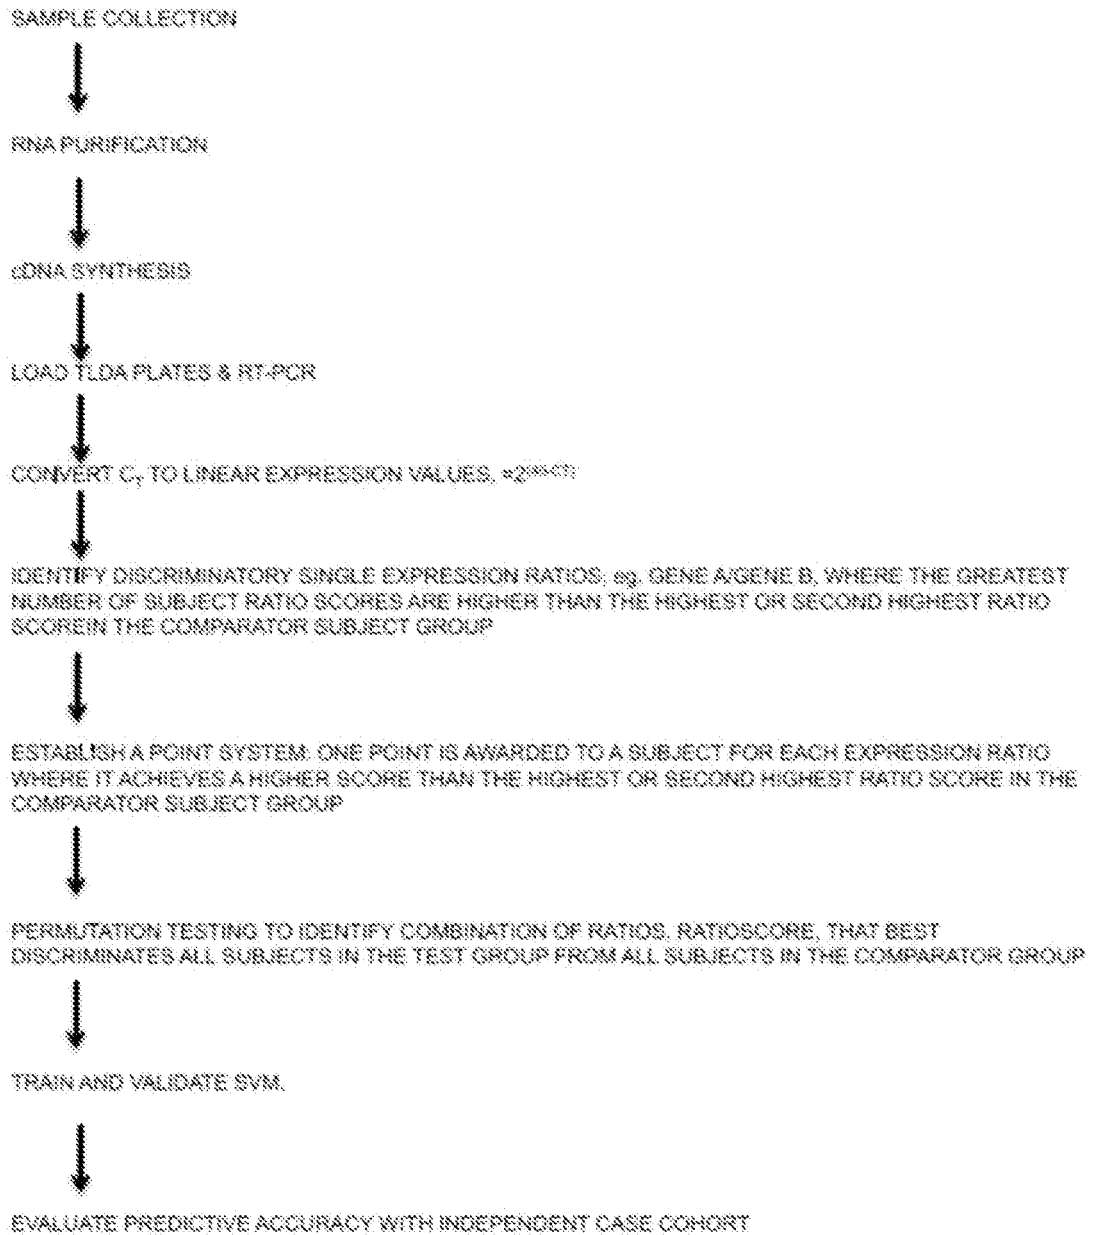 SAMPLE COLLECTION
RNA PURIFICATION
cDNA SYNTHESIS
LOAD TLDA PLATES & RT-PCR
CONVERT CT TO LINEAR EXPRESSION VALUES, =2(40-CT)
IDENTIFY DISCRIMINATORY SINGLE EXPRESSION RATIOS; eg. GENE A/GENE B, WHERE THE GREATEST
NUMBER OF SUBJECT RATIO SCORES ARE HIGHER THAN THE HIGHEST OR SECOND HIGHEST RATIO
SCOREIN THE COMPARATOR SUBJECT GROUP
ESTABLISH A POINT SYSTEM: ONE POINT IS AWARDED TO A SUBJECT FOR EACH EXPRESSION RATIO
WHERE IT ACHIEVES A HIGHER SCORE THAN THE HIGHEST OR SECOND HIGHEST RATIO SCORE IN THE
COMPARATOR SUBJECT GROUP
PERMUTATION TESTING TO IDENTIFY COMBINATION OF RATIOS, RATIOSCORE, THAT BEST
DISCRIMINATES ALL SUBJECTS IN THE TEST GROUP FROM ALL SUBJECTS IN THE COMPARATOR GROUP
TRAIN AND VALIDATE SVM.
EVALUATE PREDICTIVE ACCURACY WITH INDEPENDENT CASE COHORT